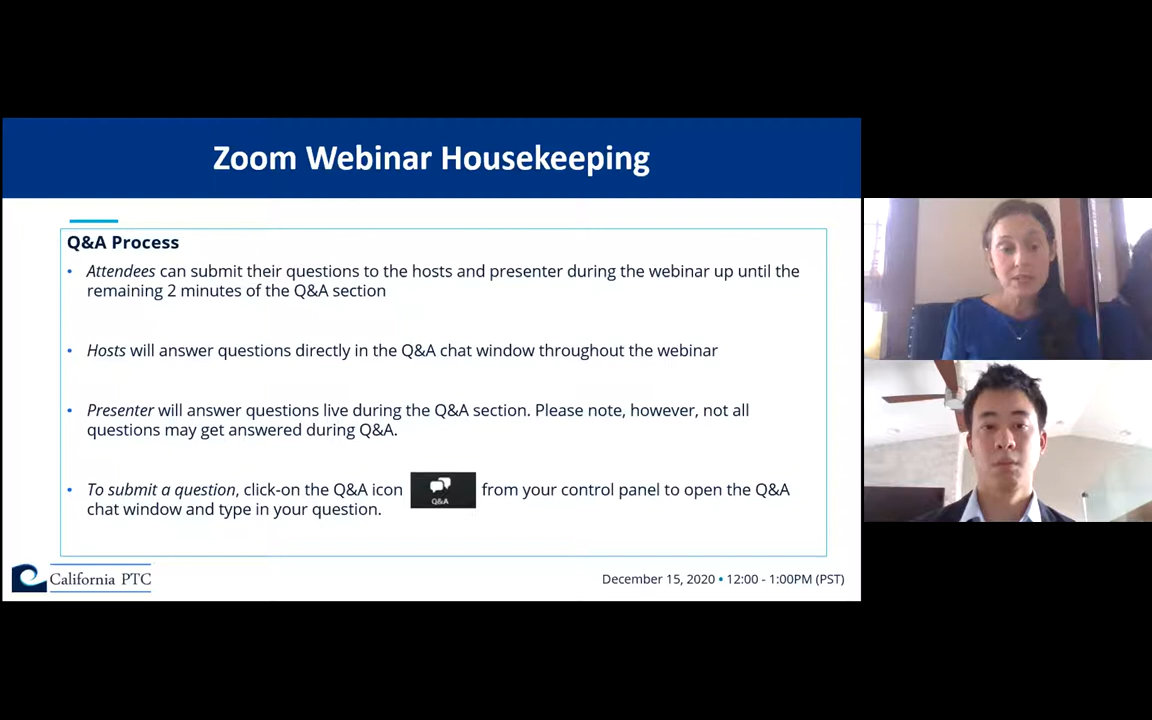 Zoom Webinar Housekeeping
Q&A Process
• Attendees can submit their questions to the hosts and presenter during the webinar up until the
remaining 2 minutes of the Q&A section
• Hosts will answer questions directly in the Q&A chat window throughout the webinar
• Presenter will answer questions live during the Q&A section. Please note, however, not all
questions may get answered during Q&A.
• To submit a question, click-on the Q&A icon Q&A from your control panel to open the Q&A
chat window and type in your question.
California PTC
December 15, 2020 • 12:00 - 1:00PM (PST)